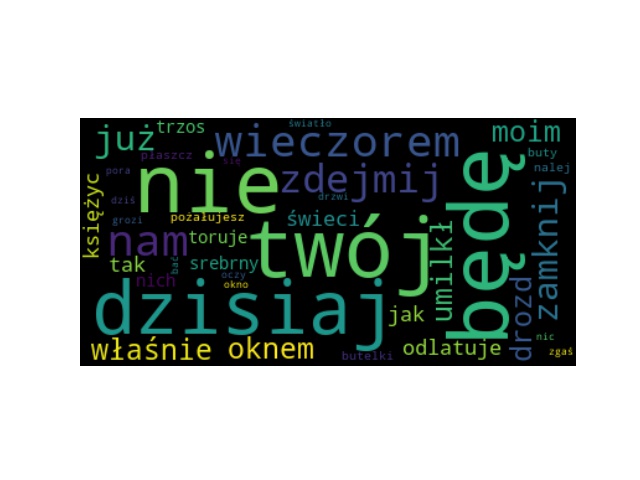 już
trzos
światło
wieczorem
moim
płaszcz
się
buty
nie
zdejmij
nalej
pora
księżyc
dziś
drzwi
grozi
pożałujesz
świeci
twój
będę
zamknij
nam
toruje
umilkł
tak
bać
srebrny
nich
oczy
okno
dzisiaj
jak
drozd
właśnie
oknem
butelki
odlatuje
nic
zgaś